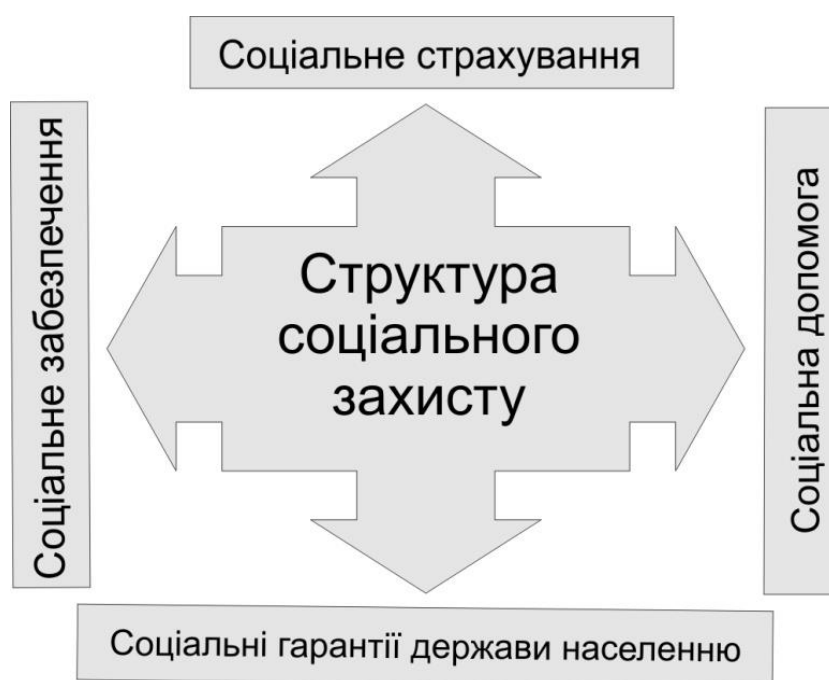 Соціальне страхування
Соціальне забезпечення
Структура
соціального
захисту
Соціальна допомога
Соціальні гарантії держави населенню